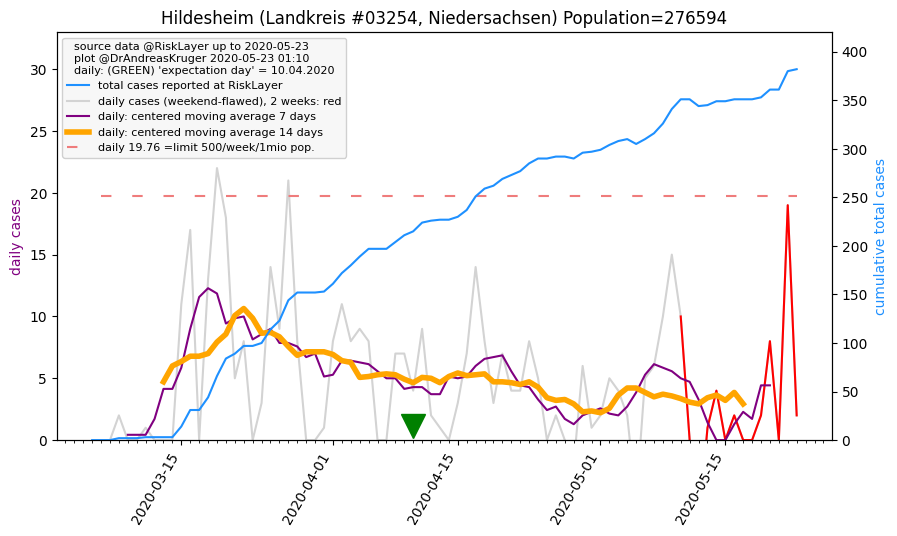 Hildesheim (Landkreis #03254, Niedersachsen) Population=276594
source data @RiskLayer up to 2020-05-23
plot @DrAndreasKruger 2020-05-23 01:10
daily: (GREEN) 'expectation day' = 10.04.2020
total cases reported at RiskLayer
daily cases (weekend-flawed), 2 weeks: red
daily: centered moving average 7 days
daily: centered moving average 14 days
daily 19.76 =limit 500/week/1mio pop.
daily cases
30
25
20
15
10
5
0
400
350
300
250
200
150
100
50
0
cumulative total cases
2020-03-15
2020-04-01
2020-04-15
2020-05-01
2020-05-15